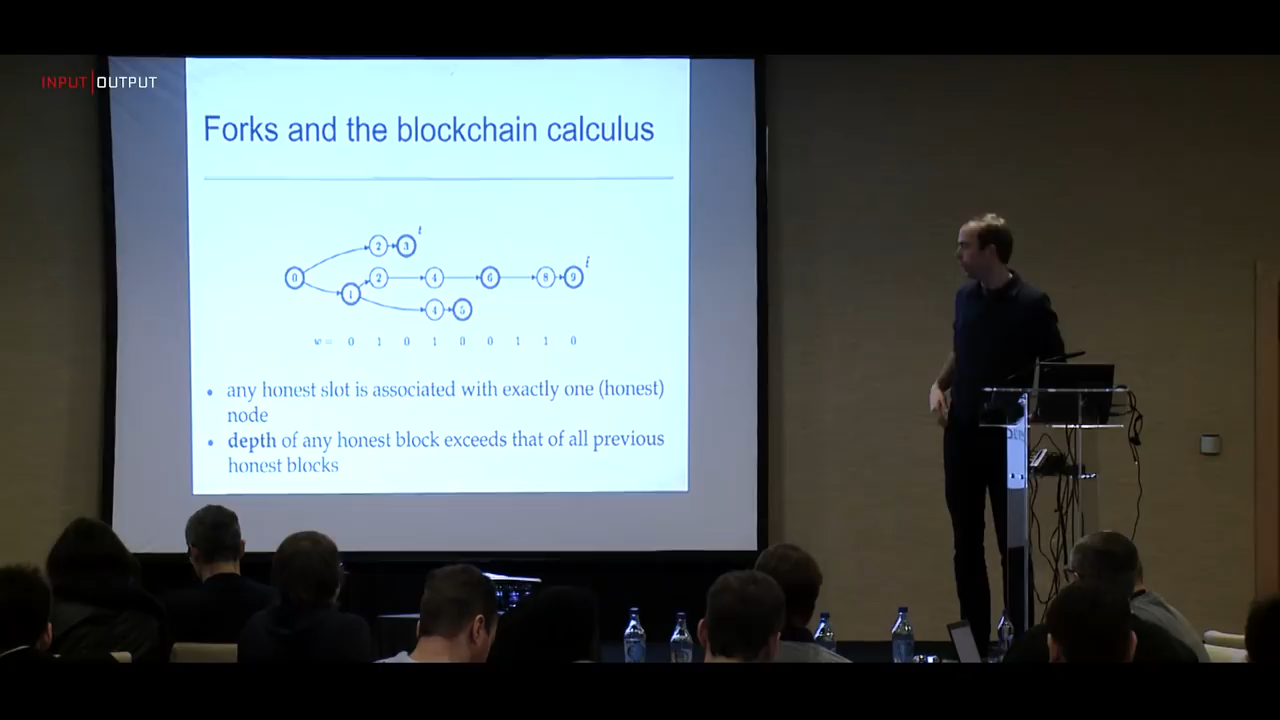 INPUT|OUTPUT
Forks and the blockchain calculus
2 3 t
0 2 4 6 8 9 t̂
1 4 5
w = 0 1 0 1 0 0 1 1 0
• any honest slot is associated with exactly one (honest)
node
• depth of any honest block exceeds that of all previous
honest blocks